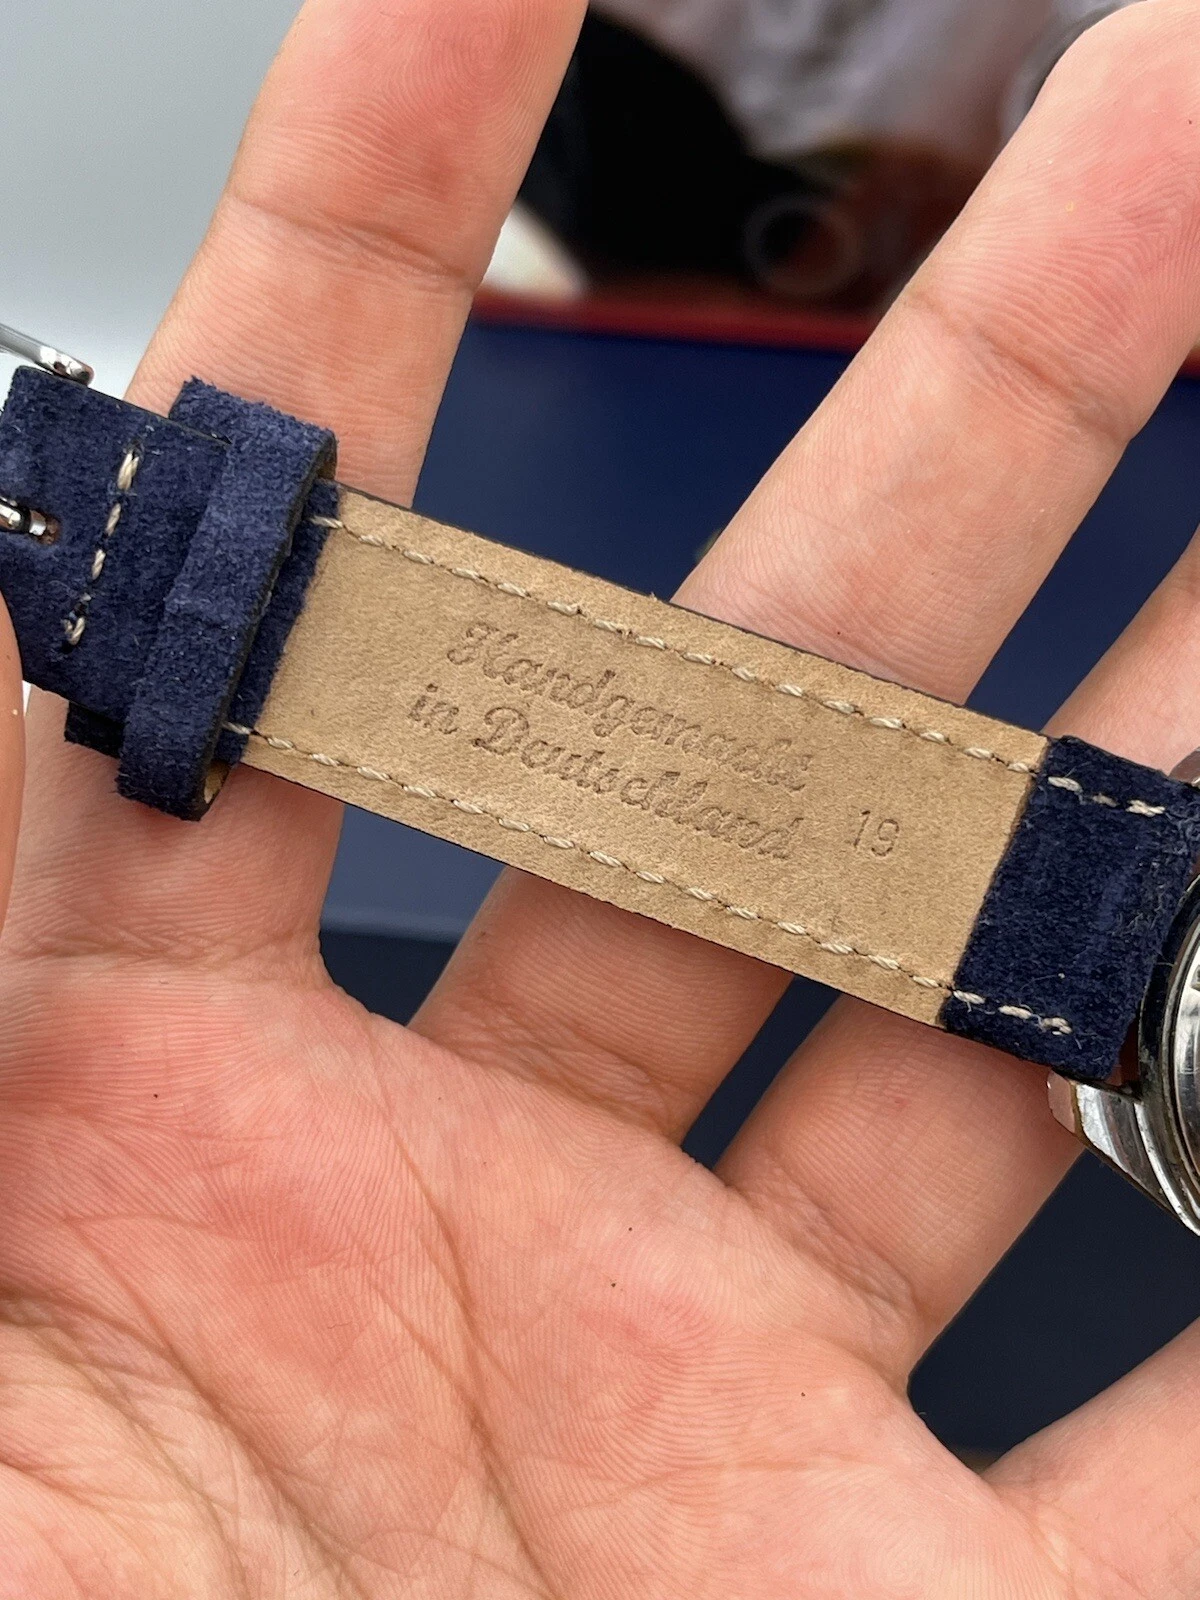 Handgemacht
in Deutschland
19